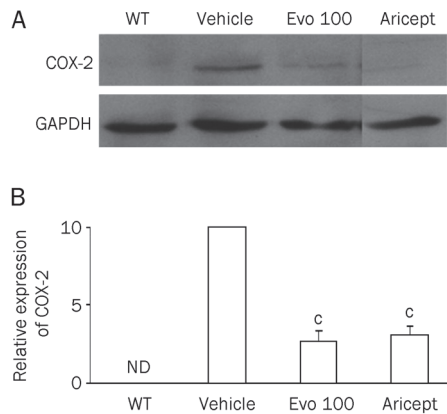 A
WT Vehicle Evo 100 Aricept
COX-2
GAPDH
B
Relative expression
of COX-2
10
5
0
ND
c
c
WT Vehicle Evo 100 Aricept